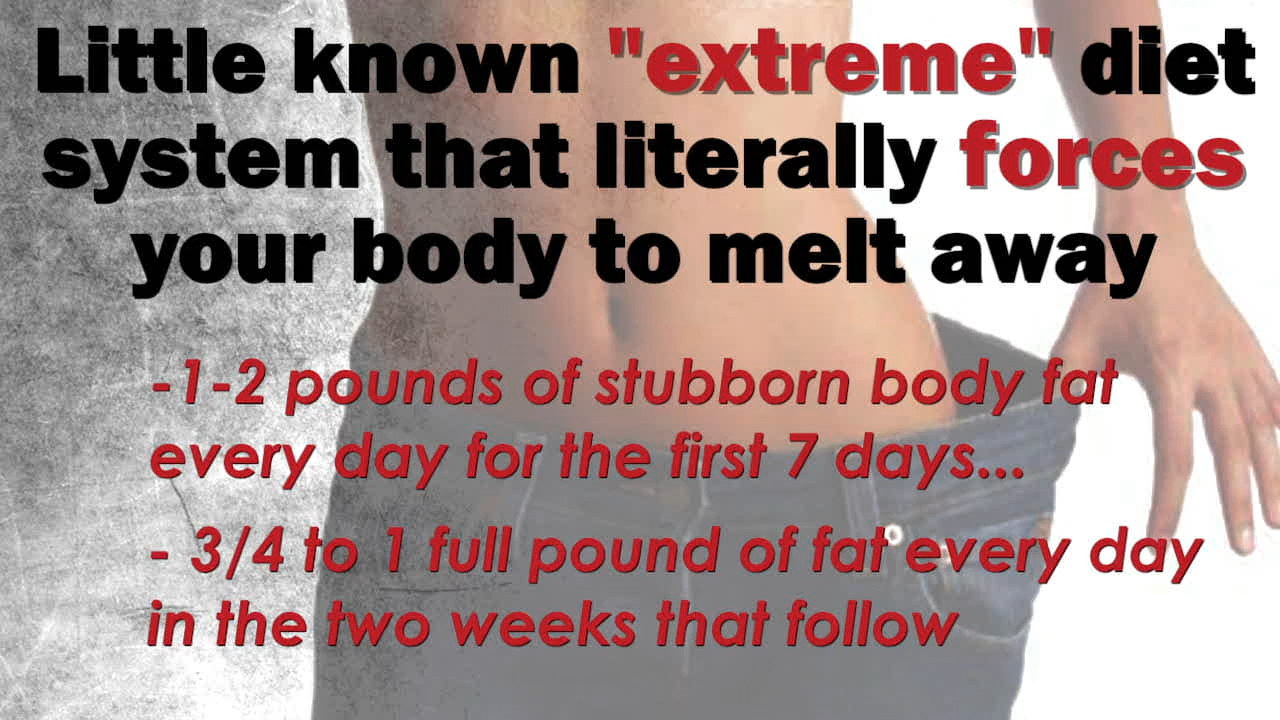 Little known "extreme" diet
system that literally forces
your body to melt away
-1-2 pounds of stubborn body fat
every day for the first 7 days...
- 3/4 to 1 full pound of fat every day
in the two weeks that follow